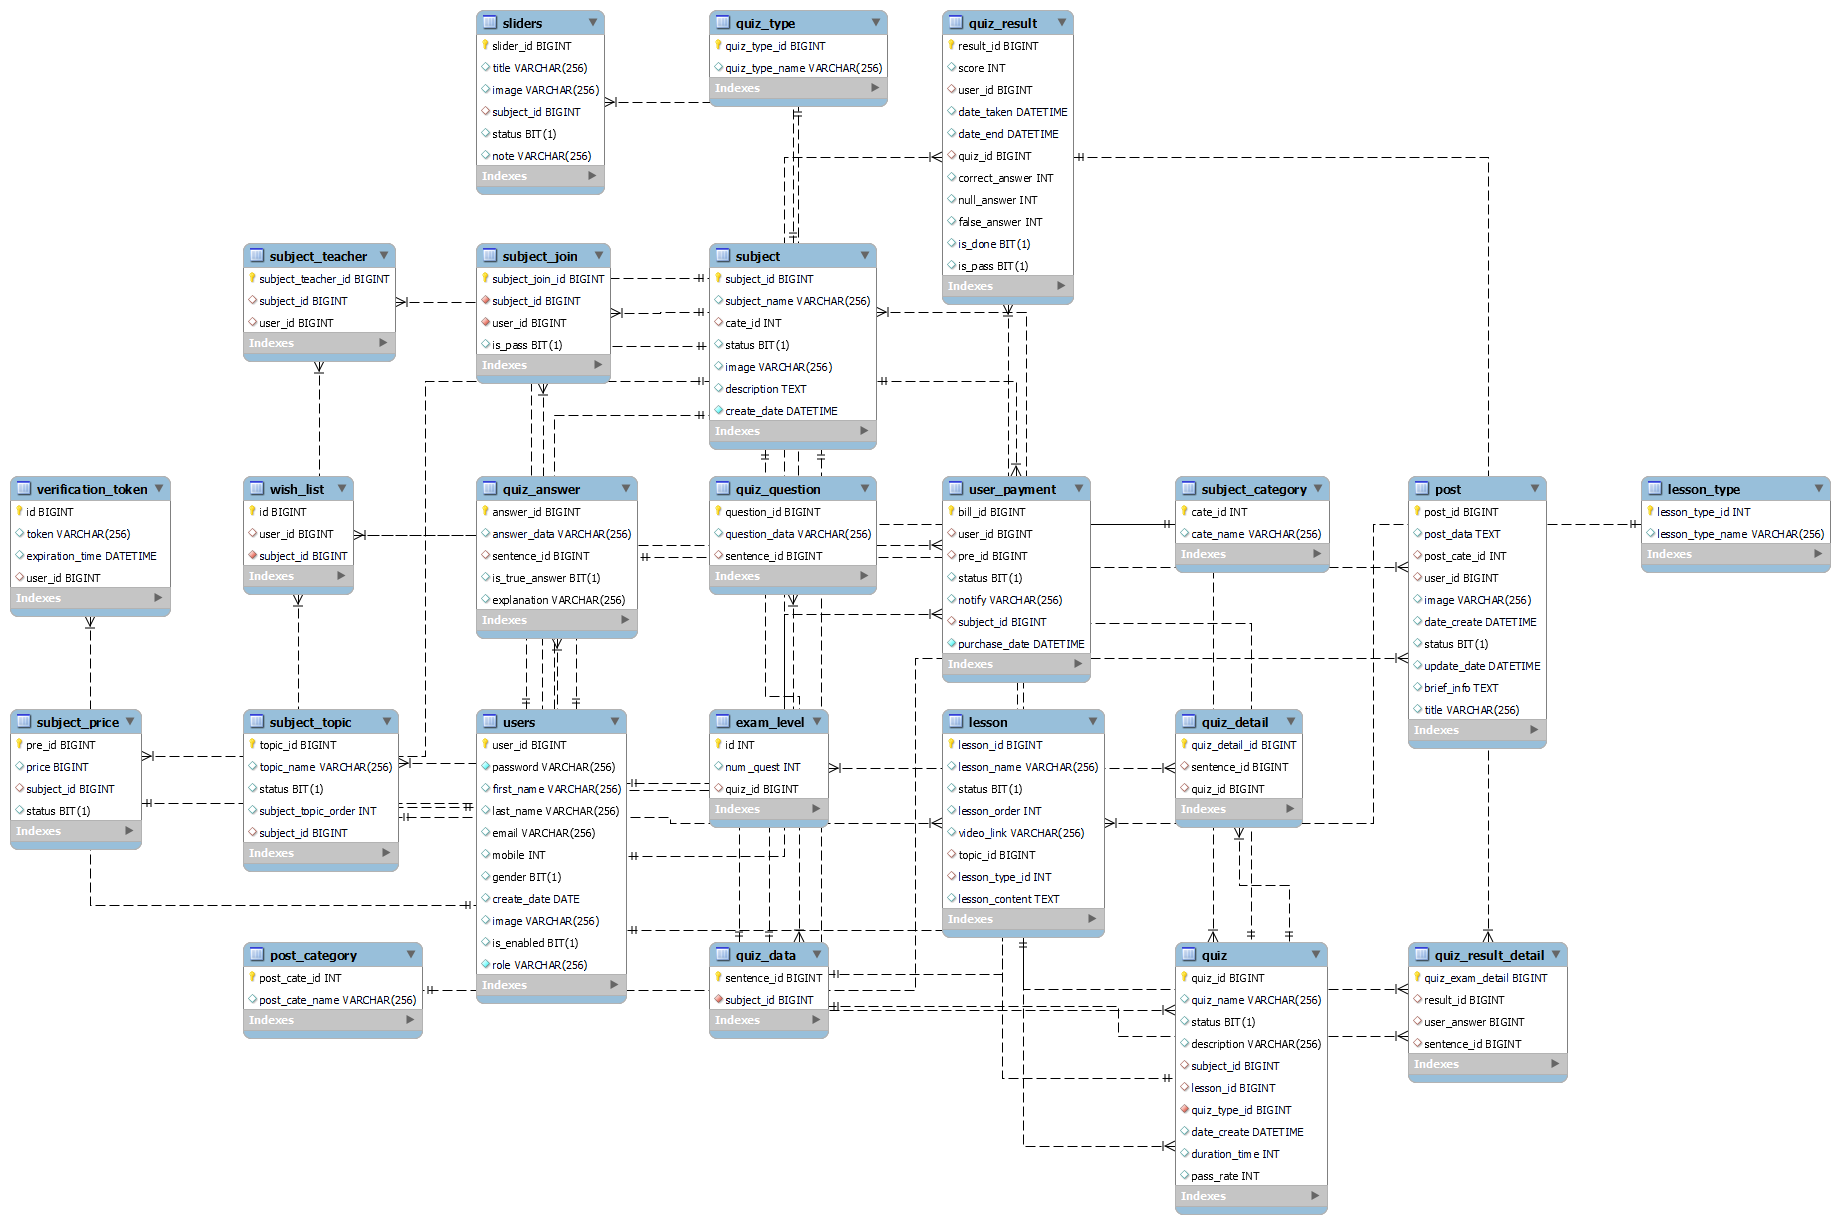 sliders
slider_id BIGINT
title VARCHAR(256)
image VARCHAR(256)
subject_id BIGINT
status BIT(1)
note VARCHAR(256)
Indexes
quiz_type
quiz_type_id BIGINT
quiz_type_name VARCHAR(256)
Indexes
quiz_result
result_id BIGINT
score INT
user_id BIGINT
date_taken DATETIME
date_end DATETIME
quiz_id BIGINT
correct_answer INT
null_answer INT
false_answer INT
is_done BIT(1)
is_pass BIT(1)
Indexes
subject_teacher
subject_teacher_id BIGINT
subject_id BIGINT
user_id BIGINT
Indexes
subject_join
subject_join_id BIGINT
subject_id BIGINT
user_id BIGINT
is_pass BIT(1)
Indexes
subject
subject_id BIGINT
subject_name VARCHAR(256)
cate_id INT
status BIT(1)
image VARCHAR(256)
description TEXT
create_date DATETIME
Indexes
verification_token
id BIGINT
token VARCHAR(256)
expiration_time DATETIME
user_id BIGINT
Indexes
wish_list
id BIGINT
user_id BIGINT
subject_id BIGINT
Indexes
quiz_answer
answer_id BIGINT
answer_data VARCHAR(256)
sentence_id BIGINT
is_true_answer BIT(1)
explanation VARCHAR(256)
Indexes
quiz_question
question_id BIGINT
question_data VARCHAR(256)
sentence_id BIGINT
Indexes
user_payment
bill_id BIGINT
user_id BIGINT
pre_id BIGINT
status BIT(1)
notify VARCHAR(256)
subject_id BIGINT
purchase_date DATETIME
Indexes
subject_category
cate_id INT
cate_name VARCHAR(256)
Indexes
post
post_id BIGINT
post_data TEXT
post_cate_id INT
user_id BIGINT
image VARCHAR(256)
date_create DATETIME
status BIT(1)
update_date DATETIME
brief_info TEXT
title VARCHAR(256)
Indexes
lesson_type
lesson_type_id INT
lesson_type_name VARCHAR(256)
Indexes
subject_price
pre_id BIGINT
price BIGINT
subject_id BIGINT
status BIT(1)
Indexes
subject_topic
topic_id BIGINT
topic_name VARCHAR(256)
status BIT(1)
subject_topic_order INT
subject_id BIGINT
Indexes
users
user_id BIGINT
password VARCHAR(256)
first_name VARCHAR(256)
last_name VARCHAR(256)
email VARCHAR(256)
mobile INT
gender BIT(1)
create_date DATE
image VARCHAR(256)
is_enabled BIT(1)
role VARCHAR(256)
Indexes
exam_level
id INT
num_quest INT
quiz_id BIGINT
Indexes
lesson
lesson_id BIGINT
lesson_name VARCHAR(256)
status BIT(1)
lesson_order INT
video_link VARCHAR(256)
topic_id BIGINT
lesson_type_id INT
lesson_content TEXT
Indexes
quiz_detail
quiz_detail_id BIGINT
sentence_id BIGINT
quiz_id BIGINT
Indexes
post_category
post_cate_id INT
post_cate_name VARCHAR(256)
Indexes
quiz_data
sentence_id BIGINT
subject_id BIGINT
Indexes
quiz
quiz_id BIGINT
quiz_name VARCHAR(256)
status BIT(1)
description VARCHAR(256)
subject_id BIGINT
lesson_id BIGINT
quiz_type_id BIGINT
date_create DATETIME
duration_time INT
pass_rate INT
Indexes
quiz_result_detail
quiz_exam_detail BIGINT
result_id BIGINT
user_answer BIGINT
sentence_id BIGINT
Indexes